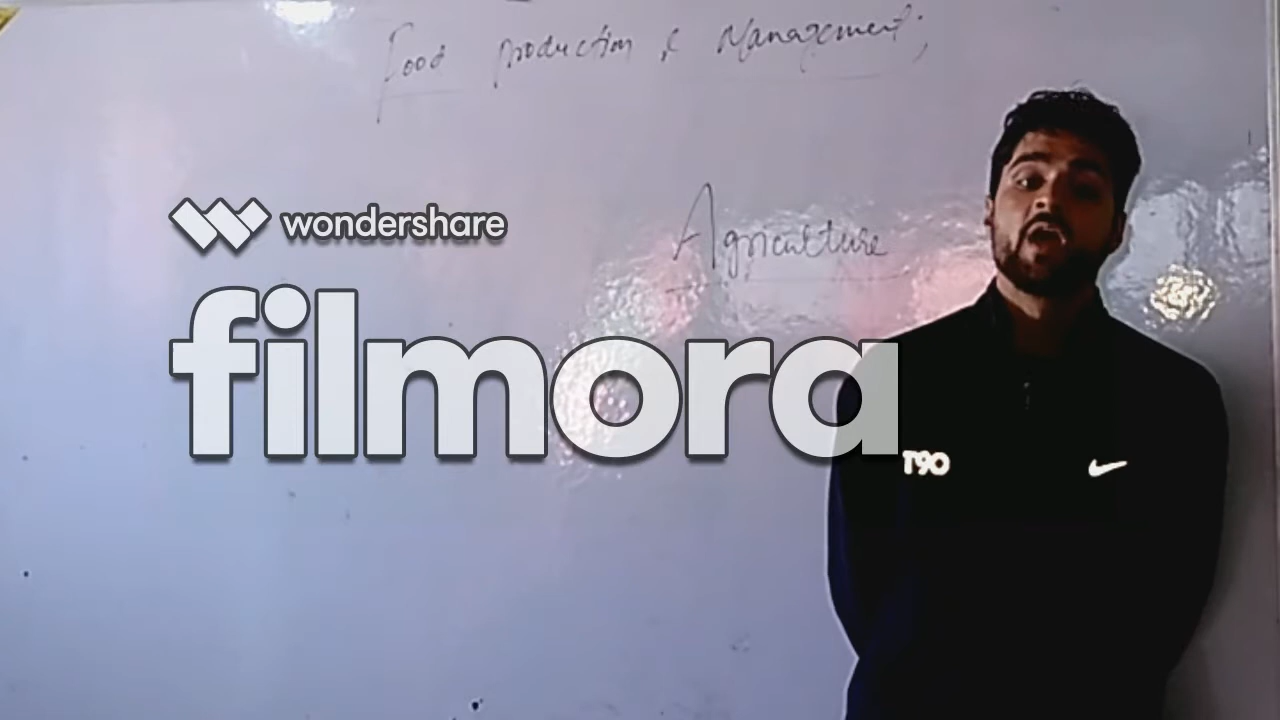 Food Production & Management;
Agriculture
wondershare
filmora
T90